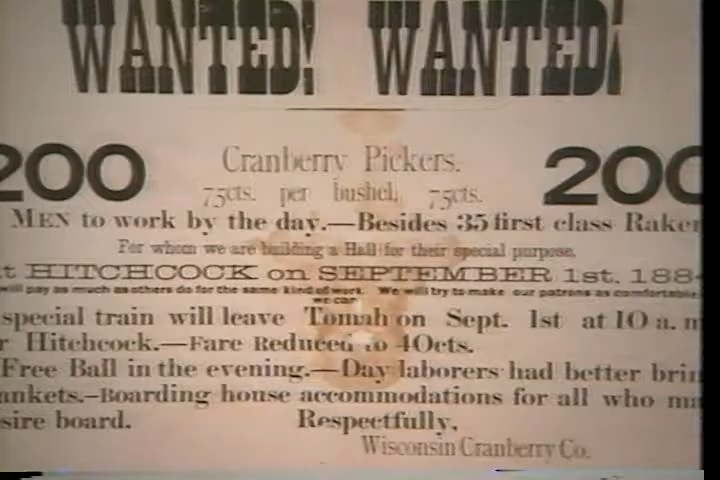 WANTED! WANTED!
200 Cranberry Pickers. 200
75cts. per bushel, 75cts.
MEN to work by the day.—Besides 35 first class Raker
For whom we are building a Hall for their special purpose,
t HITCHCOCK on SEPTEMBER 1st, 188
will pay as much as others do for the same kind of work. We will try to make our patrons as comfortable
we can
special train will leave Tomah on Sept. 1st at 10 a. m
r Hitchcock.—Fare Reduced to 40cts.
Free Ball in the evening.—Day laborers had better brin
ankets.—Boarding house accommodations for all who ma
sire board. Respectfully,
Wisconsin Cranberry Co.